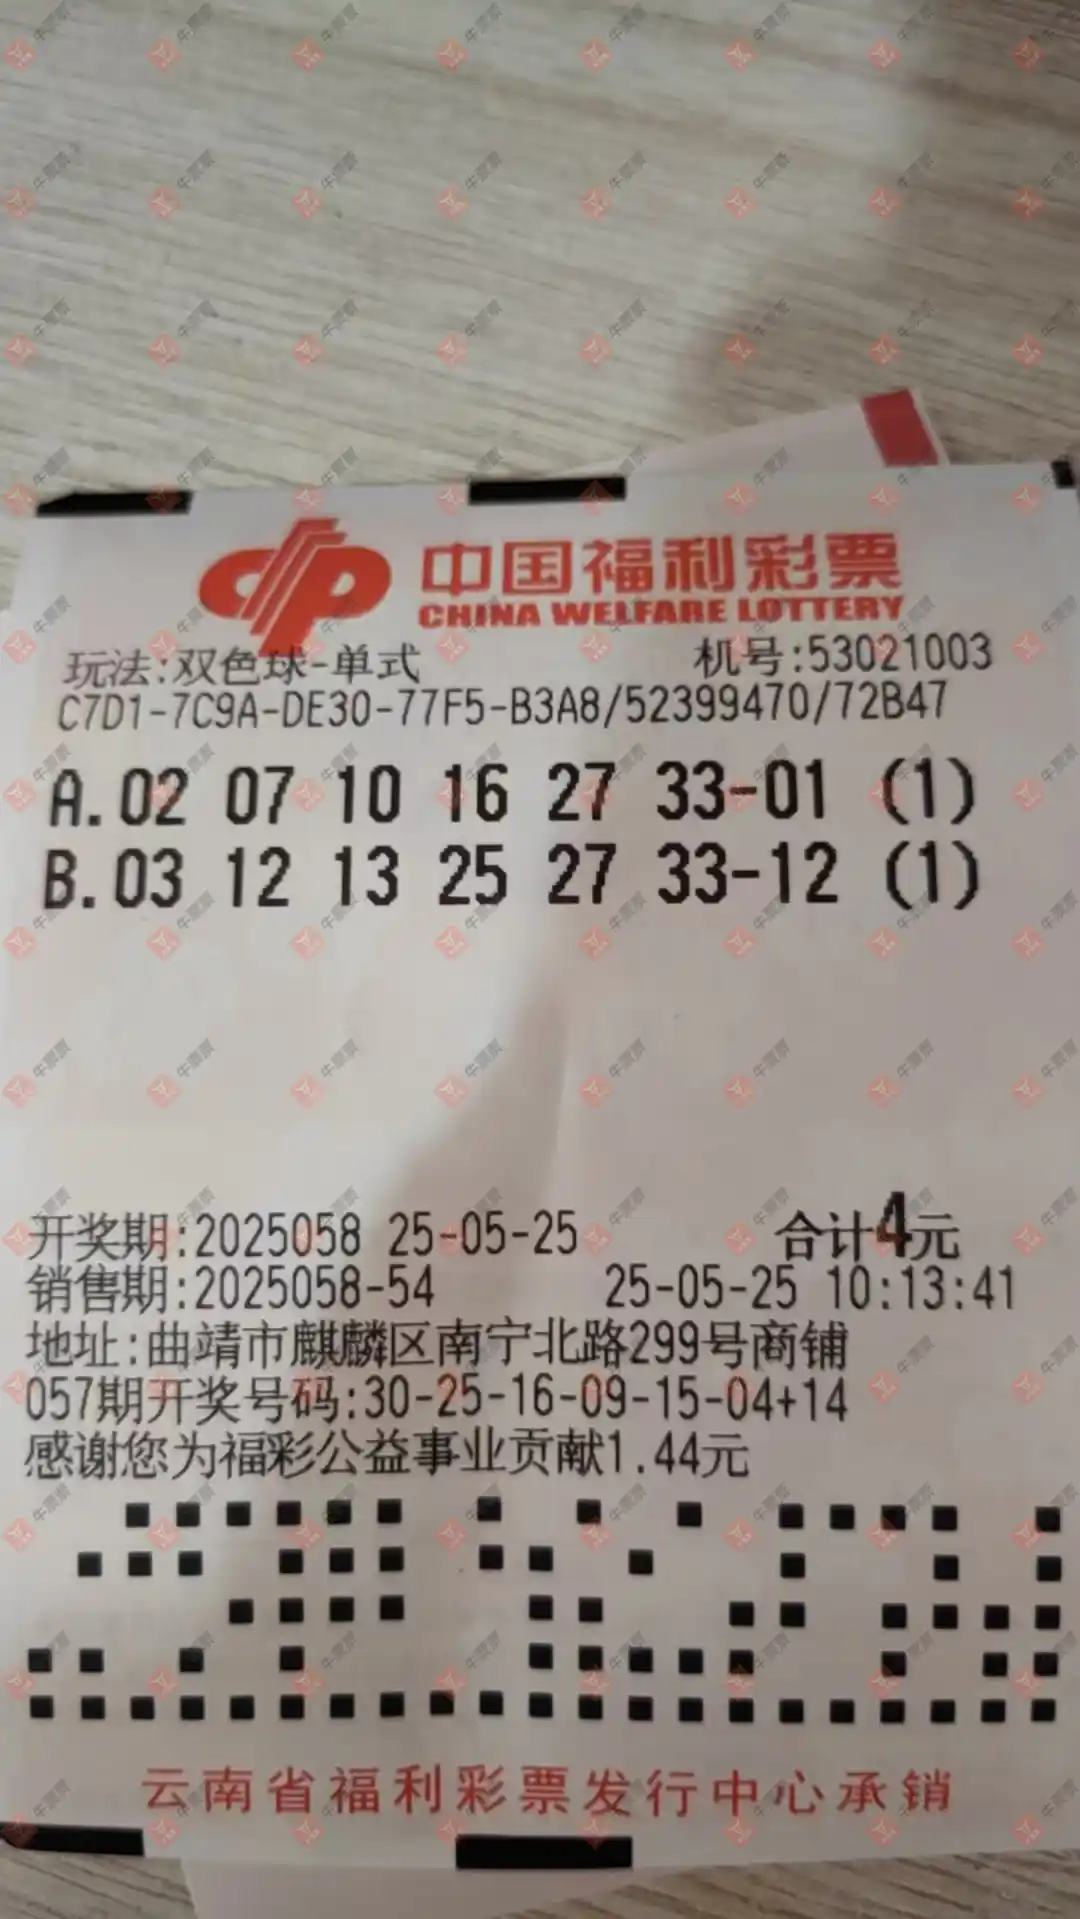 中国福利彩票
CHINA WELFARE LOTTERY
玩法:双色球-单式 机号:53021003
C7D1-7C9A-DE30-77F5-B3A8/52399470/72B47
A.02 07 10 16 27 33-01 (1)
B.03 12 13 25 27 33-12 (1)
开奖期:2025058 25-05-25 合计4元
销售期:2025058-54 25-05-25 10:13:41
地址:曲靖市麒麟区南宁北路299号商铺
057期开奖号码:30-25-16-09-15-04+14
感谢您为福彩公益事业贡献1.44元
云南省福利彩票发行中心承销
牛票票